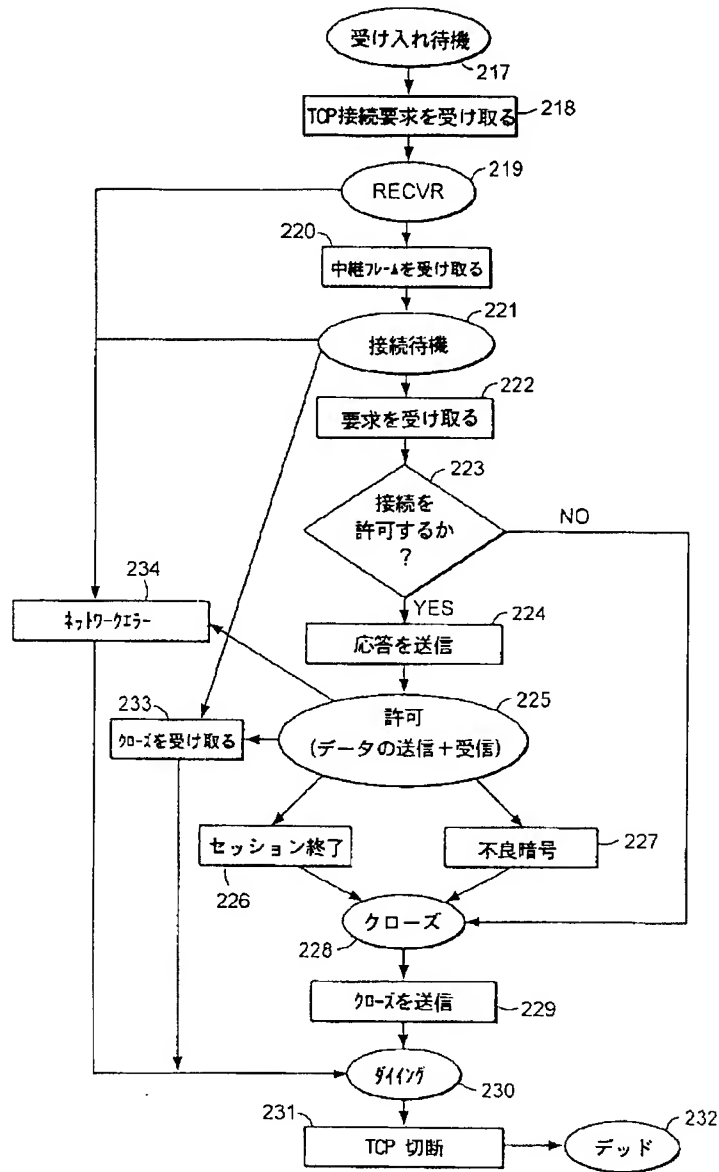 受け入れ待機
217
TCP接続要求を受け取る
218
RECVR
219
220
中継フレームを受け取る
221
接続待機
222
要求を受け取る
223
接続を
許可するか
?
NO
YES
234
ネットワークエラー
224
応答を送信
225
許可
(データの送信+受信)
233
クローズを受け取る
セッション終了
226
不良暗号
227
クローズ
228
クローズを送信
229
ダイイング
230
231
TCP 切断
232
デッド